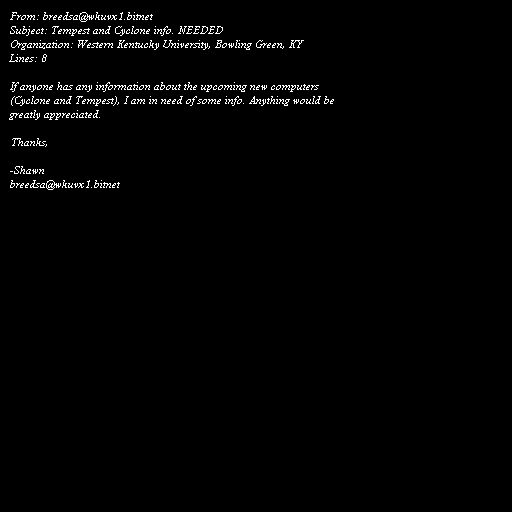 From: breedsa@wkuvx1.bitnet
Subject: Tempest and Cyclone info. NEEDED
Organization: Western Kentucky University, Bowling Green, KY
Lines: 8
If anyone has any information about the upcoming new computers
(Cyclone and Tempest), I am in need of some info. Anything would be
greatly appreciated.
Thanks,
-Shawn
breedsa@wkuvx1.bitnet